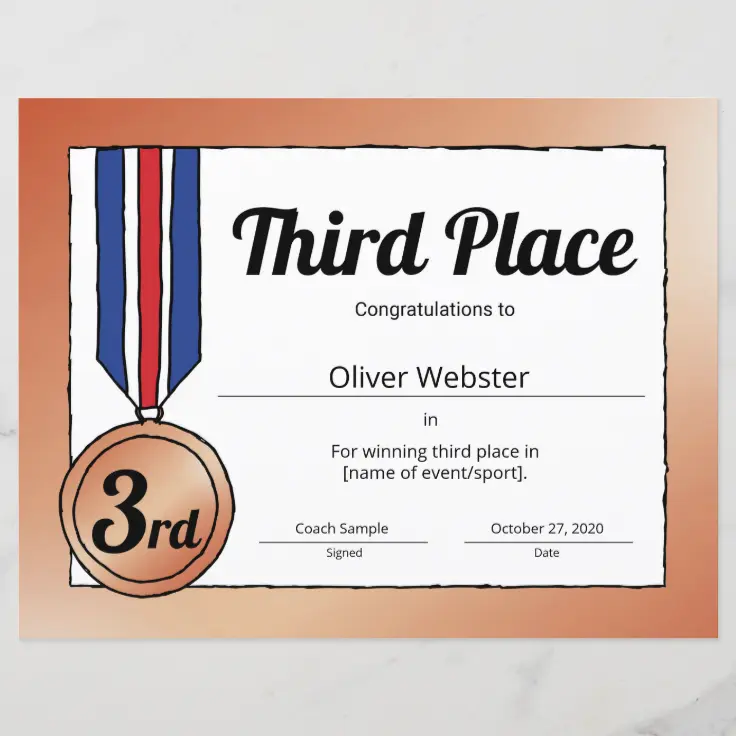 Third Place
Congratulations to
Oliver Webster
in
For winning third place in
[name of event/sport].
3rd
Coach Sample
October 27, 2020
Signed
Date